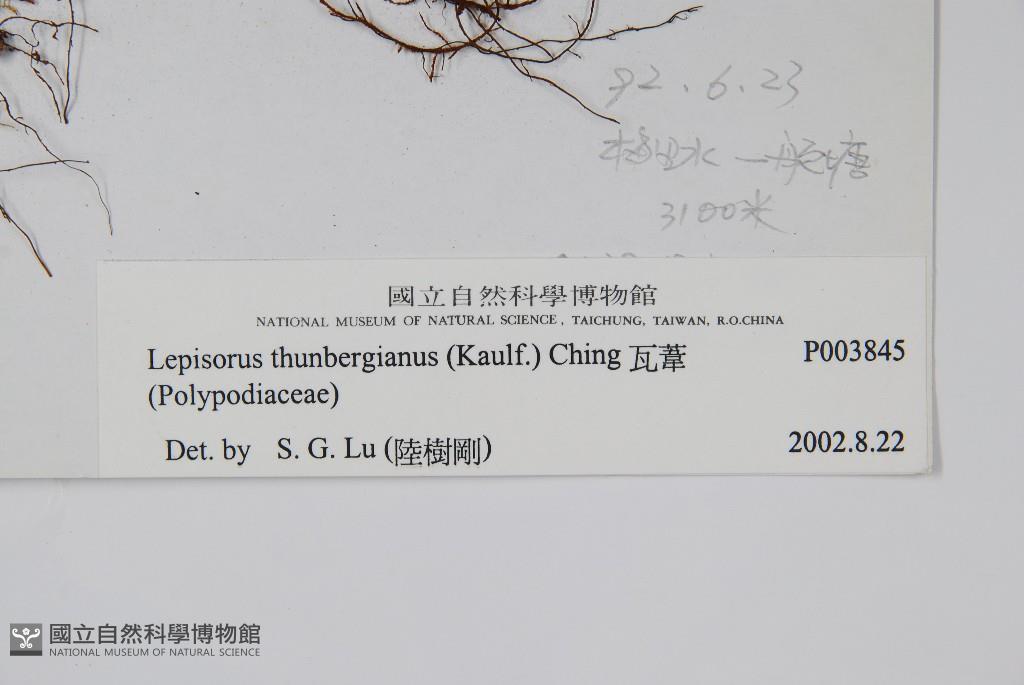 92.6.23
3100米
國立自然科學博物館
NATIONAL MUSEUM OF NATURAL SCIENCE, TAICHUNG, TAIWAN, R.O.CHINA
Lepisorus thunbergianus (Kaulf.) Ching 瓦葦 P003845
(Polypodiaceae)
Det. by S. G. Lu (陸樹剛) 2002.8.22
國立自然科學博物館
NATIONAL MUSEUM OF NATURAL SCIENCE